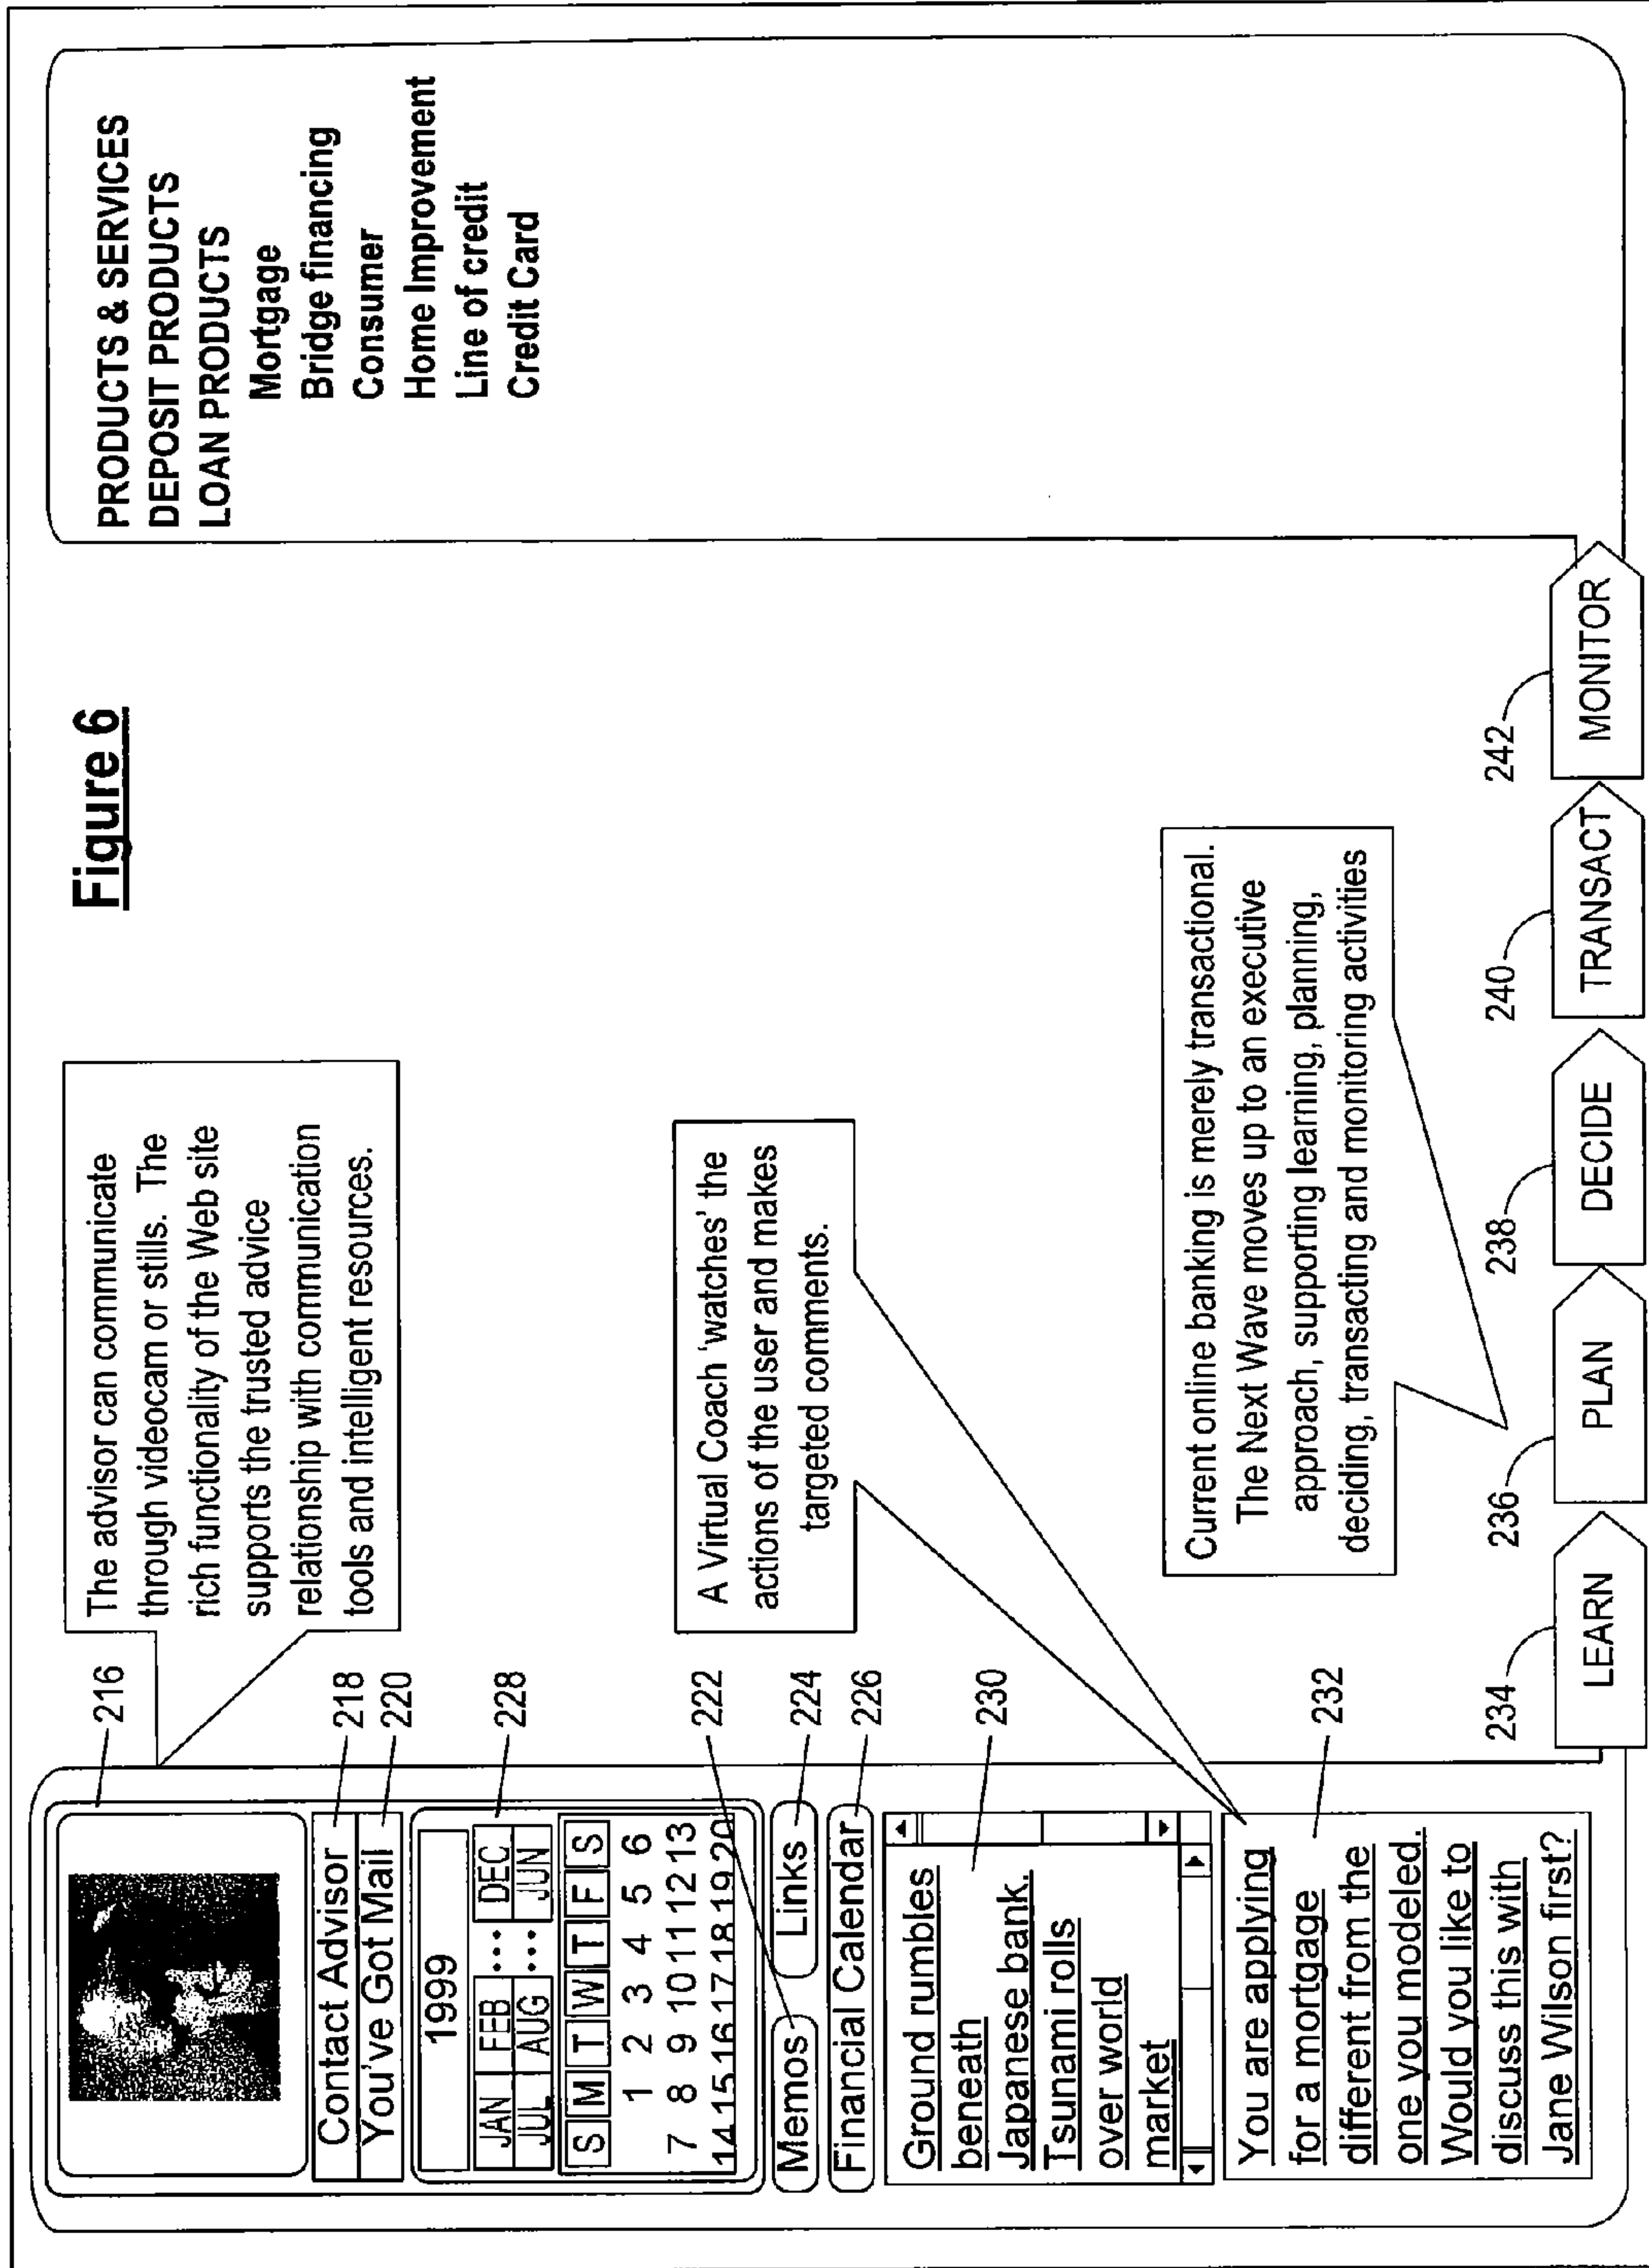 Figure 6
216
Contact Advisor
218
You've Got Mail
220
1999
228
JAN FEB ... DEC
JUL AUG ... JUN
S M T W T F S
1 2 3 4 5 6
7 8 9 10 11 12 13
14 15 16 17 18 19 20
222
Memos
Links
224
Financial Calendar
226
Ground rumbles
beneath
Japanese bank.
Tsunami rolls
over world
market
230
You are applying
for a mortgage
different from the
one you modeled.
Would you like to
discuss this with
Jane Wilson first?
232
The advisor can communicate
through videocam or stills. The
rich functionality of the Web site
supports the trusted advice
relationship with communication
tools and intelligent resources.
A Virtual Coach 'watches' the
actions of the user and makes
targeted comments.
Current online banking is merely transactional.
The Next Wave moves up to an executive
approach, supporting learning, planning,
deciding, transacting and monitoring activities
PRODUCTS & SERVICES
DEPOSIT PRODUCTS
LOAN PRODUCTS
Mortgage
Bridge financing
Consumer
Home Improvement
Line of credit
Credit Card
234
LEARN
236
PLAN
238
DECIDE
240
TRANSACT
242
MONITOR